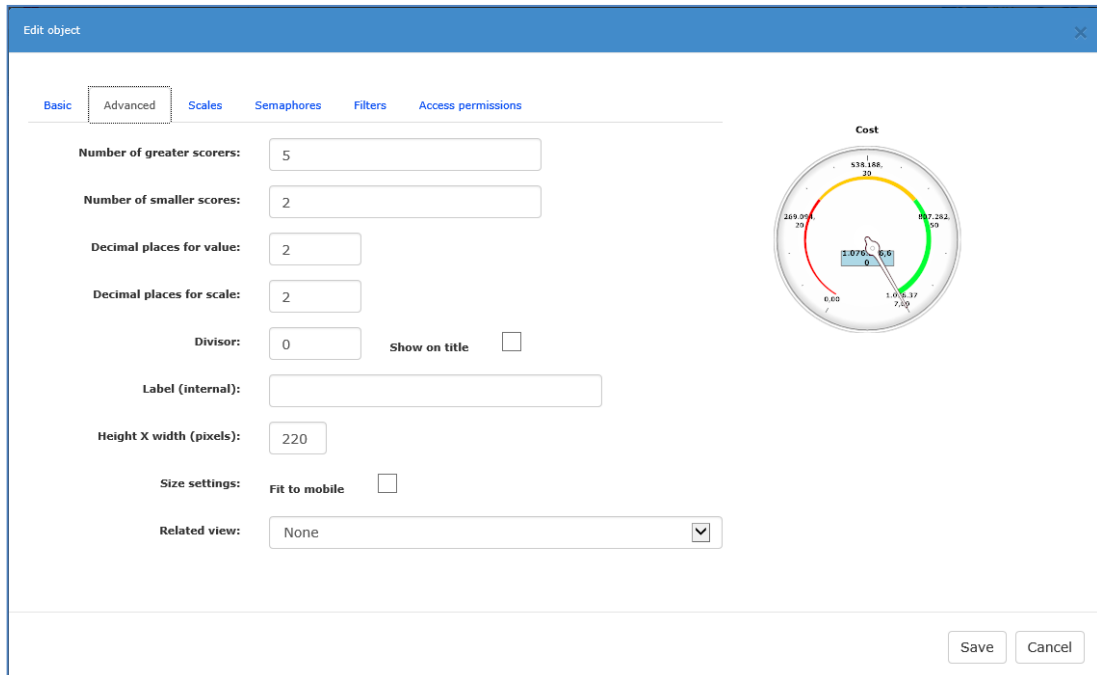 Edit object
×
Basic Advanced Scales Semaphores Filters Access permissions
Number of greater scorers: 5
Number of smaller scores: 2
Decimal places for value: 2
Decimal places for scale: 2
Divisor: 0 Show on title
Label (internal):
Height X width (pixels): 220
Size settings: Fit to mobile
Related view: None
Cost
538.188,
30
269.094,
20
807.282,
50
0,00
Save Cancel